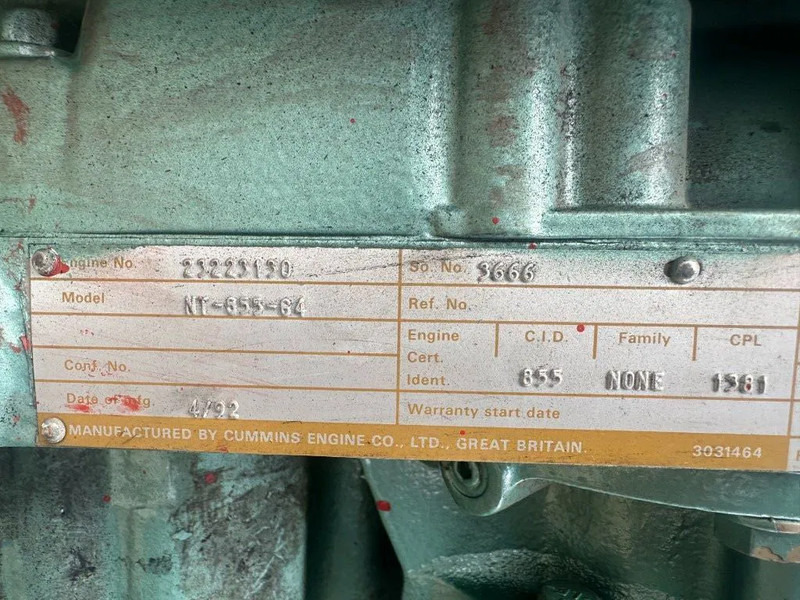 Engine No. 23223130
So. No. 3666
Model NT-855-G4
Ref. No.
Engine Cert. Ident.
C.I.D. 855
Family NONE
CPL 1381
Conf. No.
Date of mfg. 4/92
Warranty start date
MANUFACTURED BY CUMMINS ENGINE CO., LTD., GREAT BRITAIN. 3031464